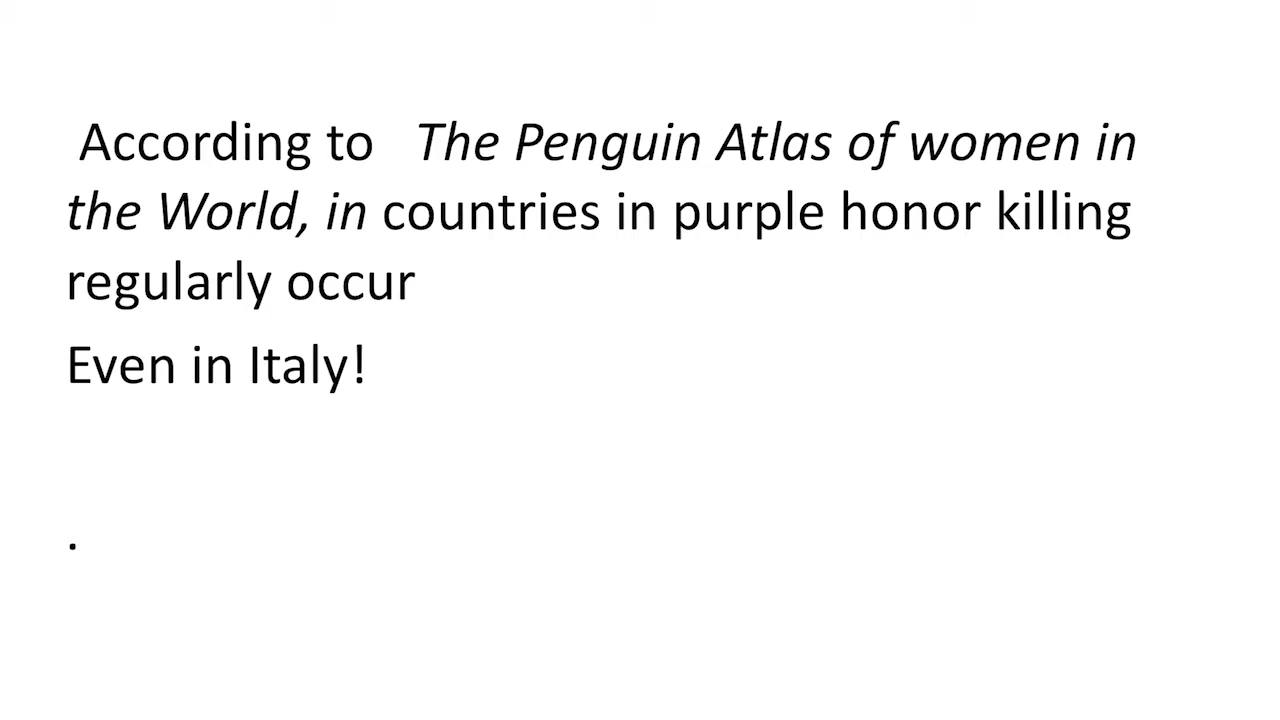 According to The Penguin Atlas of women in
the World, in countries in purple honor killing
regularly occur
Even in Italy!
.